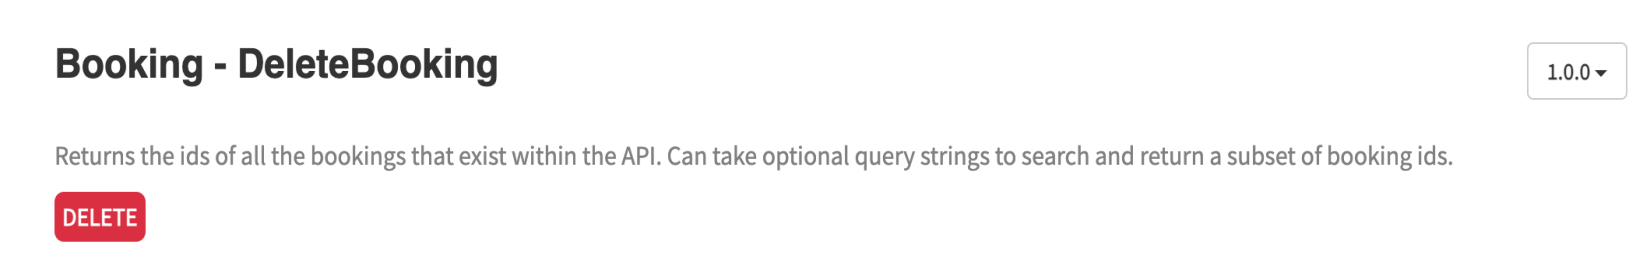 Booking - DeleteBooking
1.0.0
Returns the ids of all the bookings that exist within the API. Can take optional query strings to search and return a subset of booking ids.
DELETE